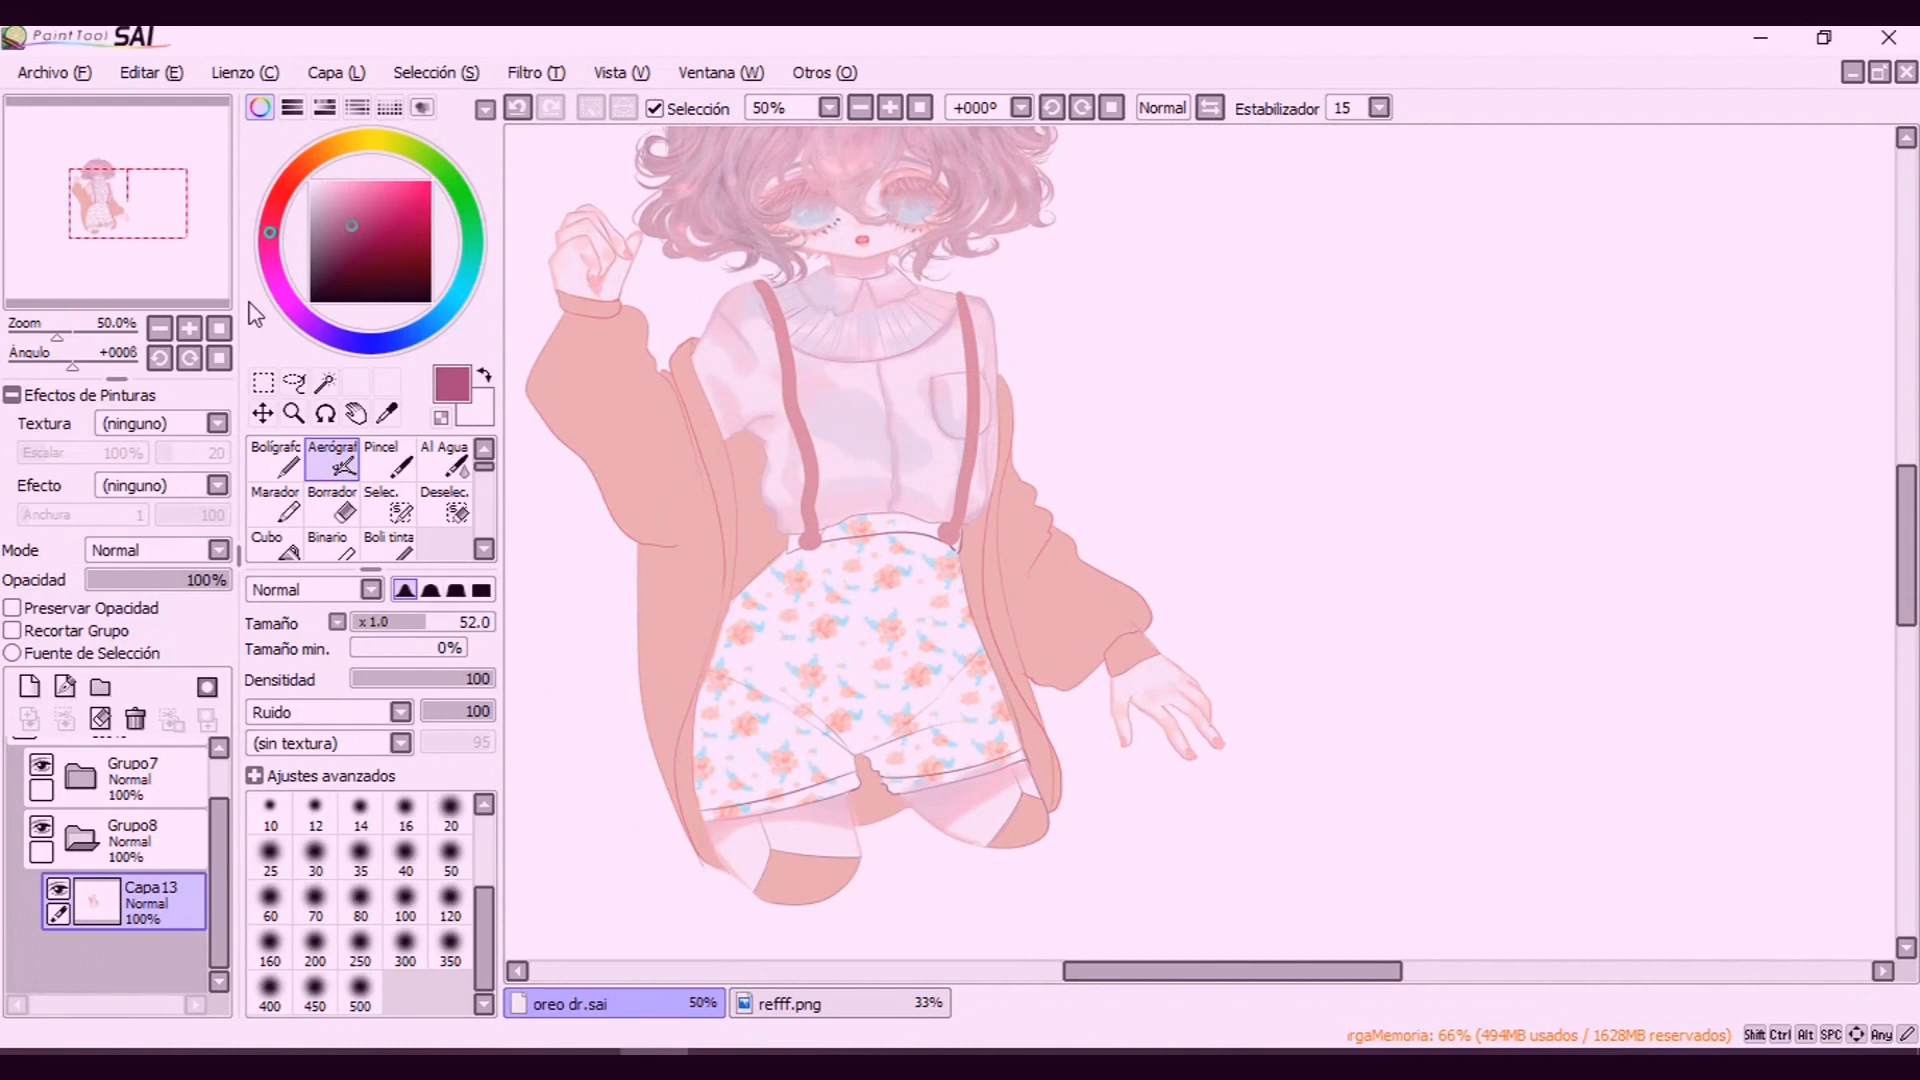 PaintTool SAI
Archivo (F) Editar (E) Lienzo (C) Capa (L) Selección (S) Filtro (T) Vista (V) Ventana (W) Otros (O)
Selección 50% +000º Normal Estabilizador 15
Zoom 50.0%
Ángulo +0008
Efectos de Pinturas
Textura (ninguno)
Escalar 100% 20
Efecto (ninguno)
Anchura 1 100
Mode Normal
Opacidad 100%
Preservar Opacidad
Recortar Grupo
Fuente de Selección
Grupo7
Normal
100%
Grupo8
Normal
100%
Capa13
Normal
100%
Bolígrafo Aerógraf Pincel Al Agua
Marador Borrador Selec. Deselec.
Cubo Binario Boli tinta
Normal
Tamaño x 1.0 52.0
Tamaño min. 0%
Densitidad 100
Ruido 100
(sin textura) 95
Ajustes avanzados
10 12 14 16 20
25 30 35 40 50
60 70 80 100 120
160 200 250 300 350
400 450 500
oreo dr.sai 50% refff.png 33%
rgaMemoria: 66% (494MB usados / 1628MB reservados) Shift Ctrl Alt SPC Any